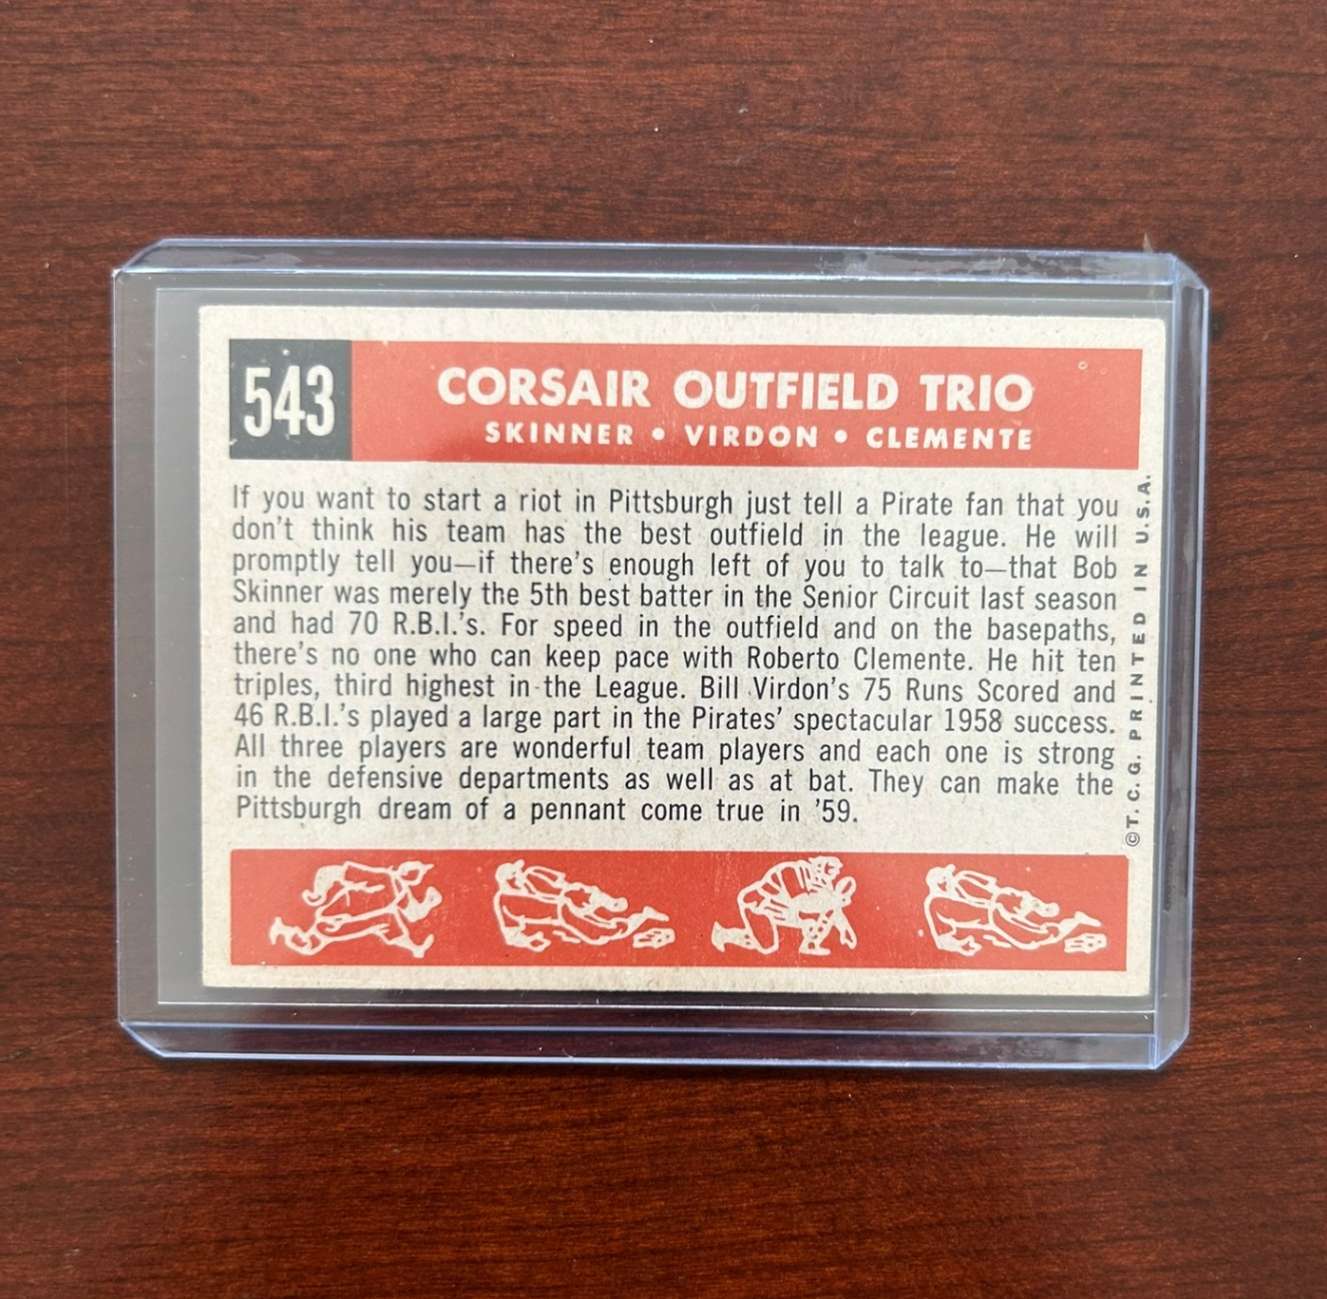 543
CORSAIR OUTFIELD TRIO
SKINNER • VIRDON • CLEMENTE
If you want to start a riot in Pittsburgh just tell a Pirate fan that you
don't think his team has the best outfield in the league. He will
promptly tell you—if there's enough left of you to talk to—that Bob
Skinner was merely the 5th best batter in the Senior Circuit last season
and had 70 R.B.I.'s. For speed in the outfield and on the basepaths,
there's no one who can keep pace with Roberto Clemente. He hit ten
triples, third highest in the League. Bill Virdon's 75 Runs Scored and
46 R.B.I.'s played a large part in the Pirates' spectacular 1958 success.
All three players are wonderful team players and each one is strong
in the defensive departments as well as at bat. They can make the
Pittsburgh dream of a pennant come true in '59.
©T.C.G. PRINTED IN U.S.A.